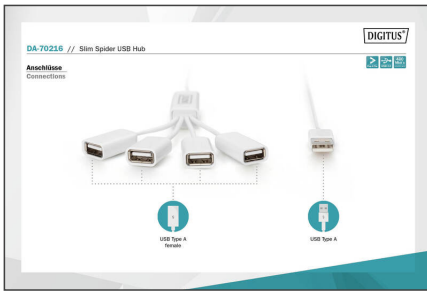 DIGITUS®
DA-70216 // Slim Spider USB Hub
Anschlüsse
Connections
USB Type A
female
USB Type A